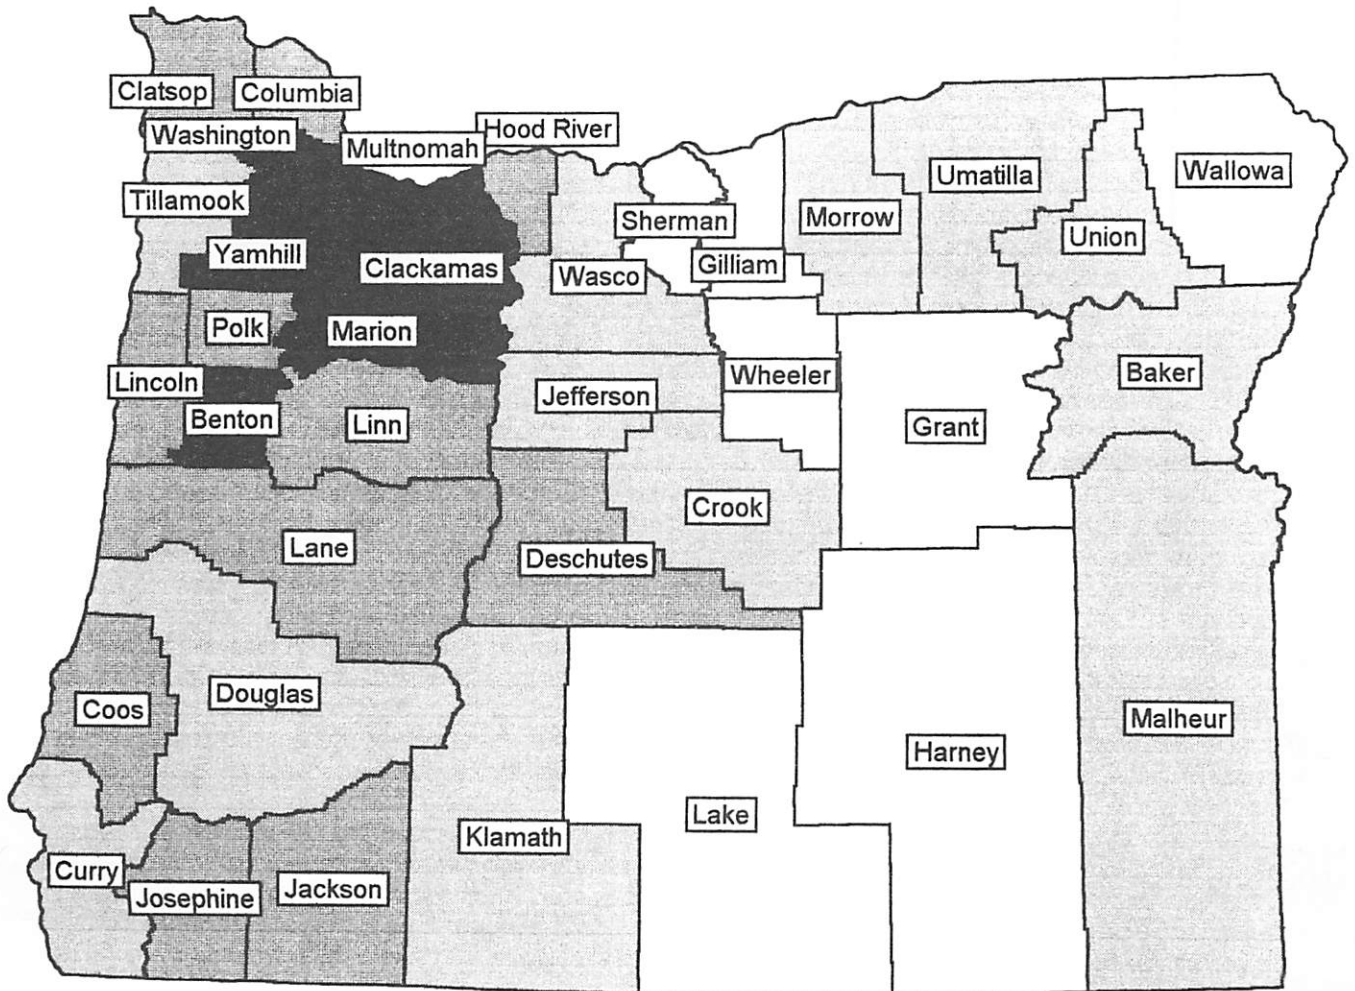 Clatsop
Columbia
Washington
Multnomah
Hood River
Tillamook
Yamhill
Clackamas
Sherman
Gilliam
Morrow
Umatilla
Union
Wallowa
Wasco
Polk
Marion
Lincoln
Benton
Linn
Jefferson
Wheeler
Grant
Baker
Crook
Lane
Deschutes
Coos
Douglas
Malheur
Harney
Lake
Klamath
Curry
Josephine
Jackson